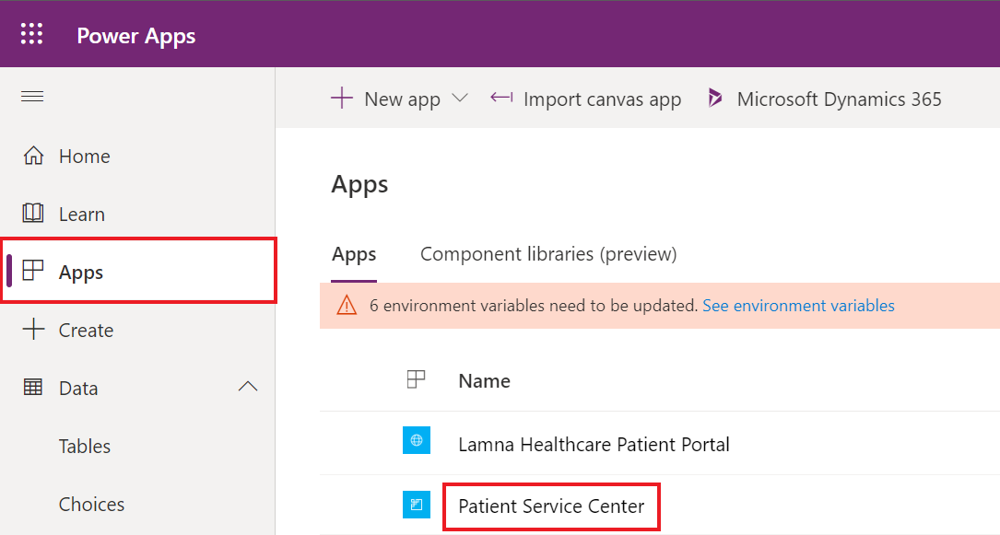 Power Apps
New app
Import canvas app
Microsoft Dynamics 365
Home
Learn
Apps
Create
Data
Tables
Choices
Apps
Apps
Component libraries (preview)
6 environment variables need to be updated. See environment variables
Name
Lamna Healthcare Patient Portal
Patient Service Center